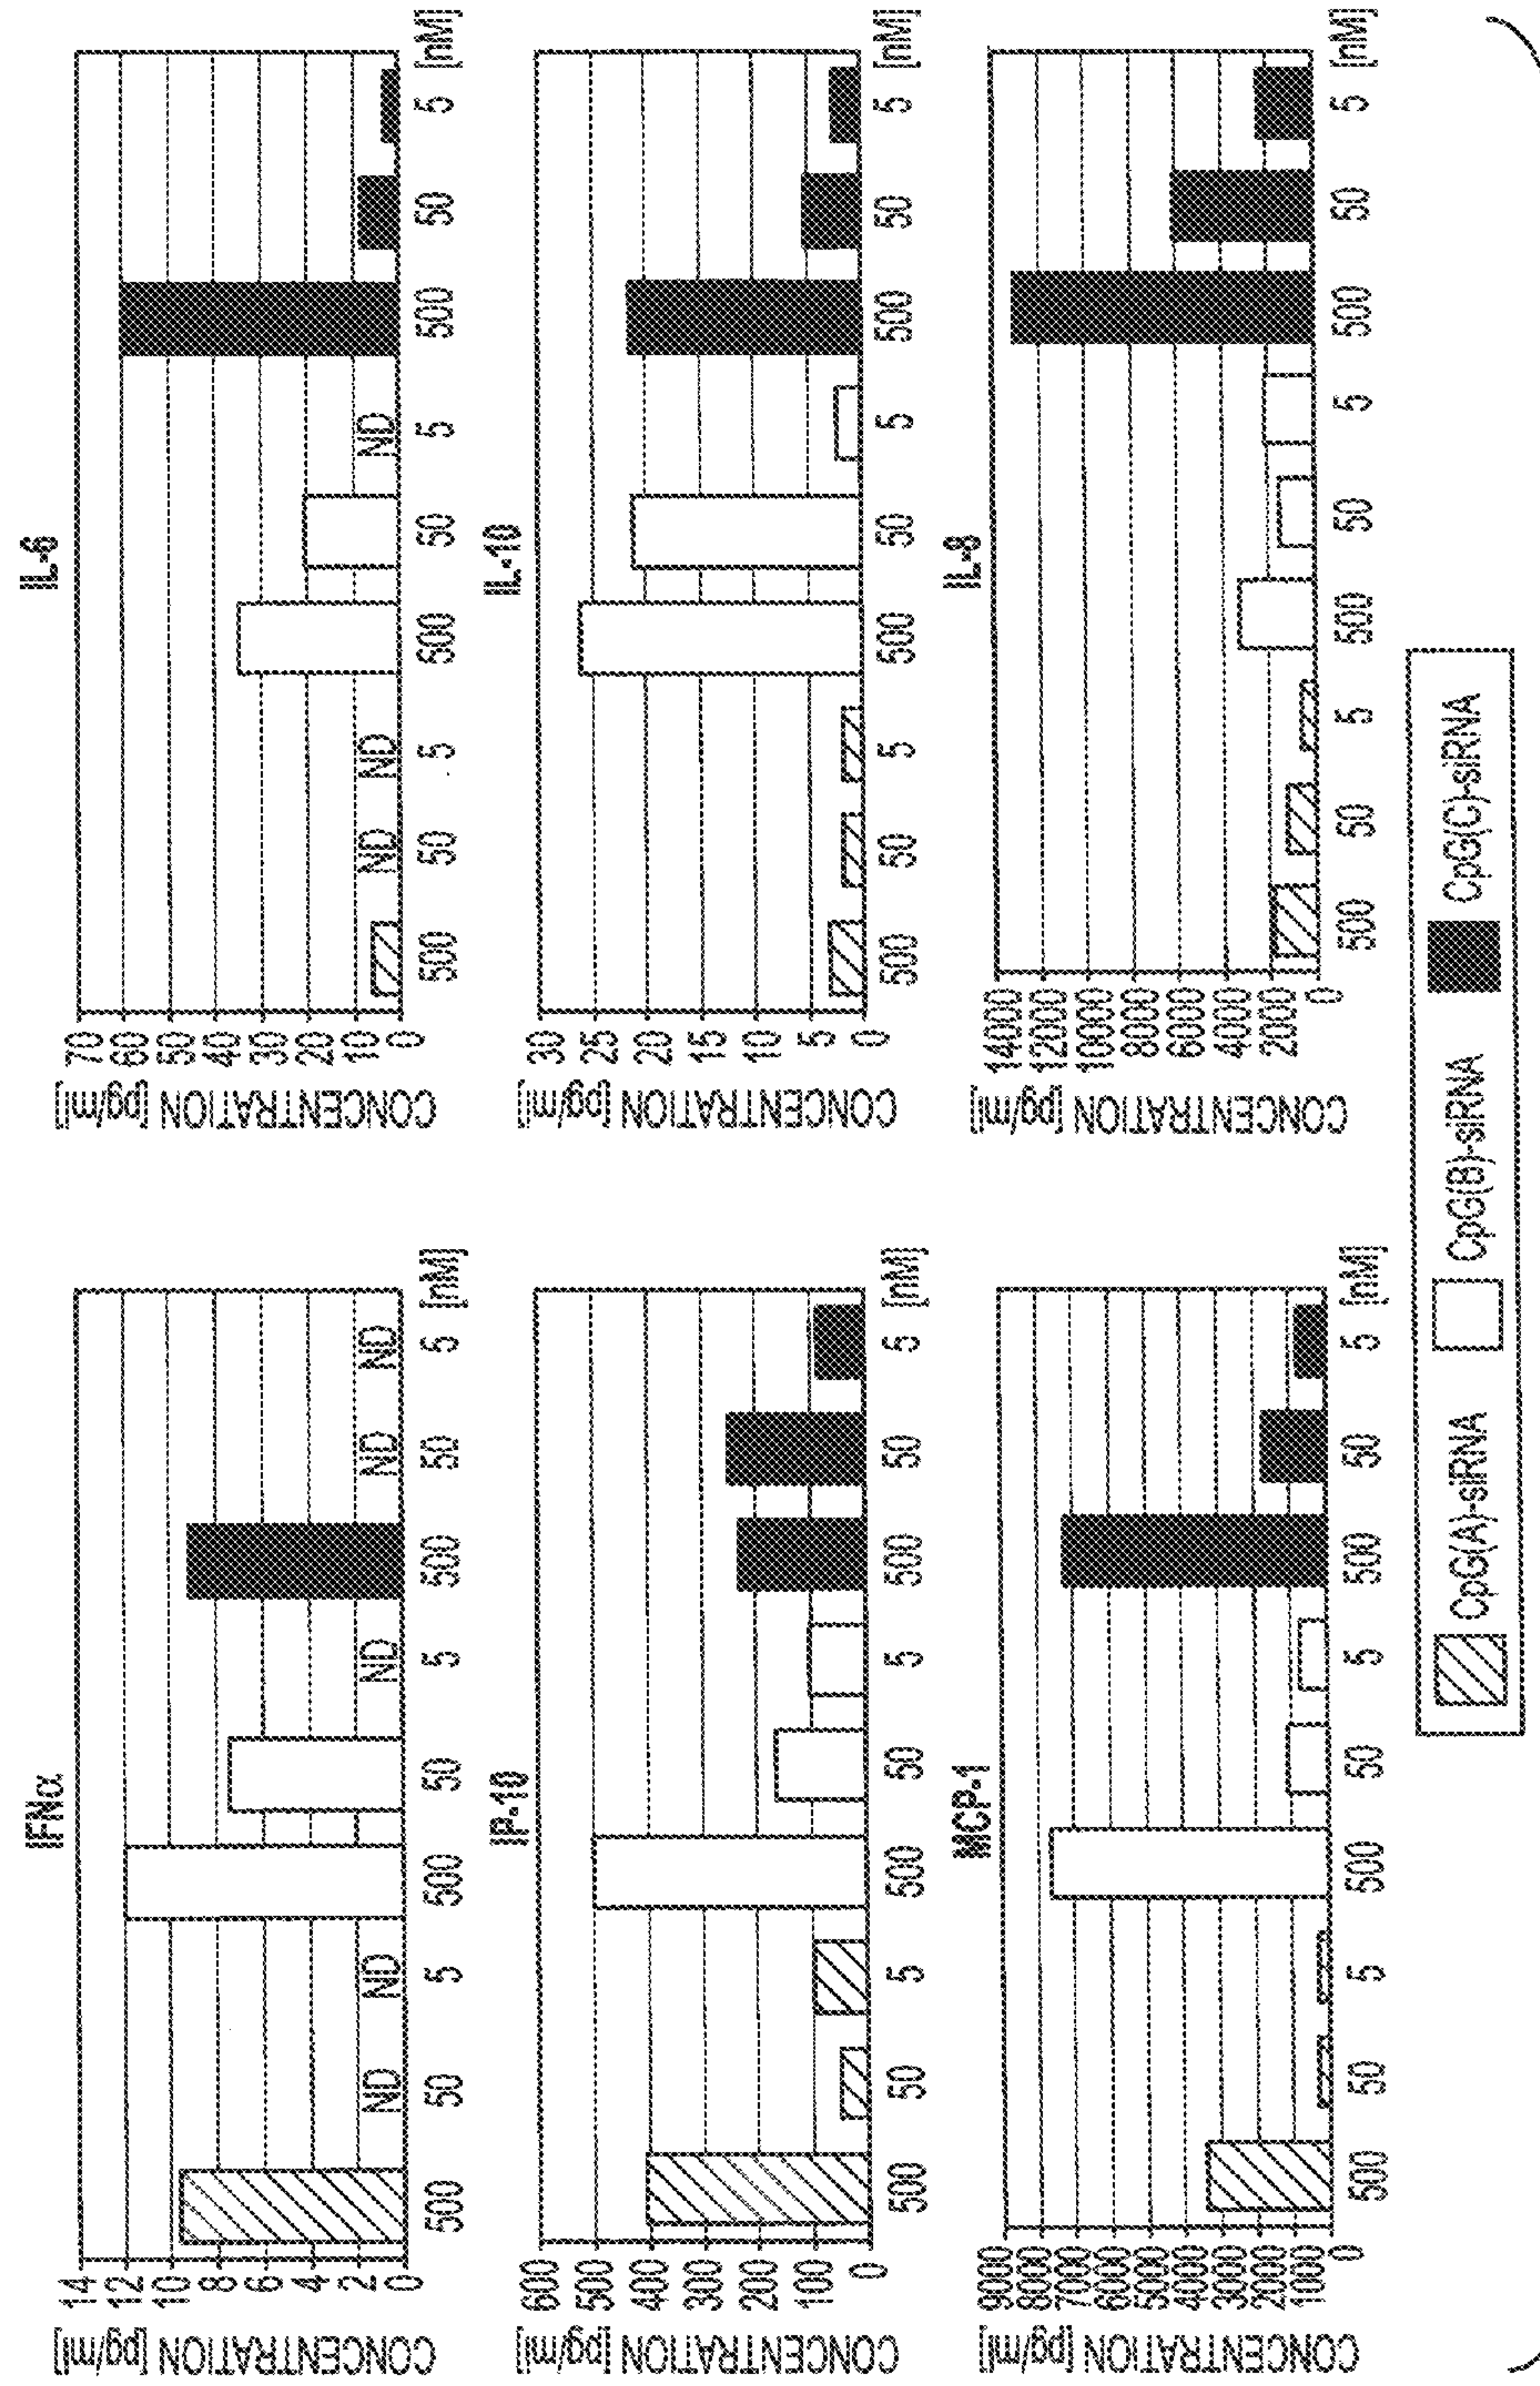 IFNα
CONCENTRATION [pg/ml]
14
12
10
8
6
4
2
0
ND ND ND ND ND
500 50 5 500 50 5 500 50 5 [nM]
IL-6
CONCENTRATION [pg/ml]
70
60
50
40
30
20
10
0
ND ND ND
500 50 5 500 50 5 500 50 5 [nM]
IP-10
CONCENTRATION [pg/ml]
600
500
400
300
200
100
0
500 50 5 500 50 5 500 50 5 [nM]
IL-10
CONCENTRATION [pg/ml]
30
25
20
15
10
5
0
500 50 5 500 50 5 500 50 5 [nM]
MCP-1
CONCENTRATION [pg/ml]
9000
8000
7000
6000
5000
4000
3000
2000
1000
0
500 50 5 500 50 5 500 50 5 [nM]
IL-8
CONCENTRATION [pg/ml]
14000
12000
10000
8000
6000
4000
2000
0
500 50 5 500 50 5 500 50 5 [nM]
CpG(A)-siRNA CpG(B)-siRNA CpG(C)-siRNA